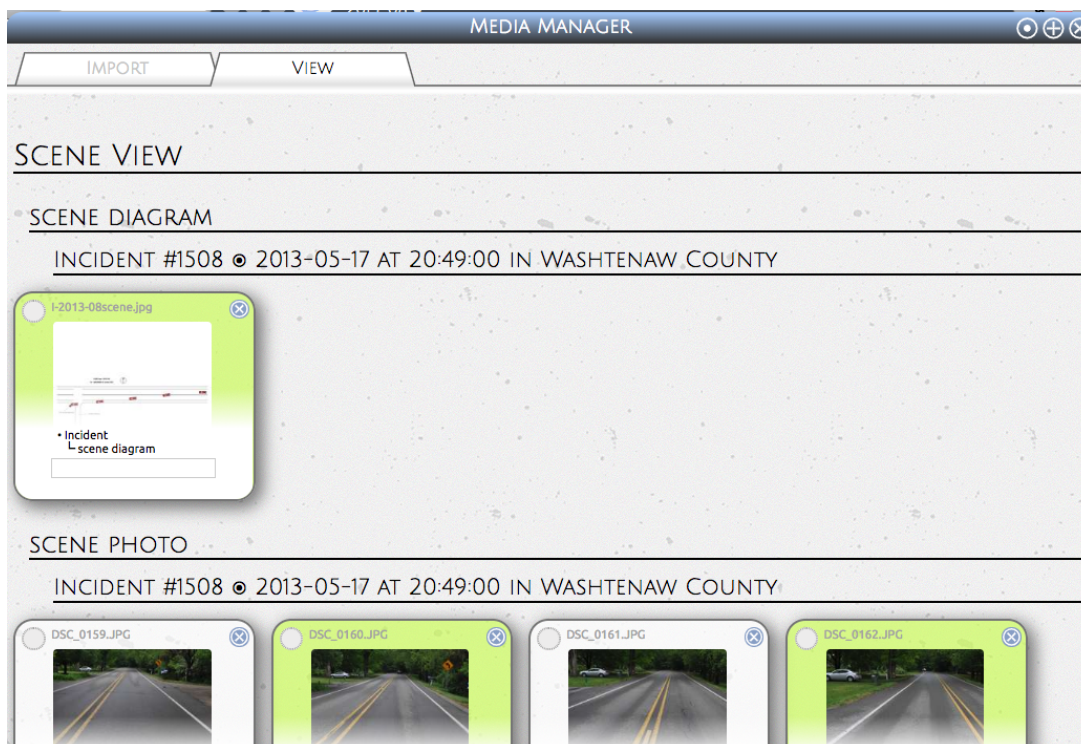 Media Manager
Import
View
Scene View
scene diagram
Incident #1508 ◉ 2013-05-17 at 20:49:00 in Washtenaw County
I-2013-08scene.jpg
• Incident
└ scene diagram
scene photo
Incident #1508 ◉ 2013-05-17 at 20:49:00 in Washtenaw County
DSC_0159.JPG
DSC_0160.JPG
DSC_0161.JPG
DSC_0162.JPG